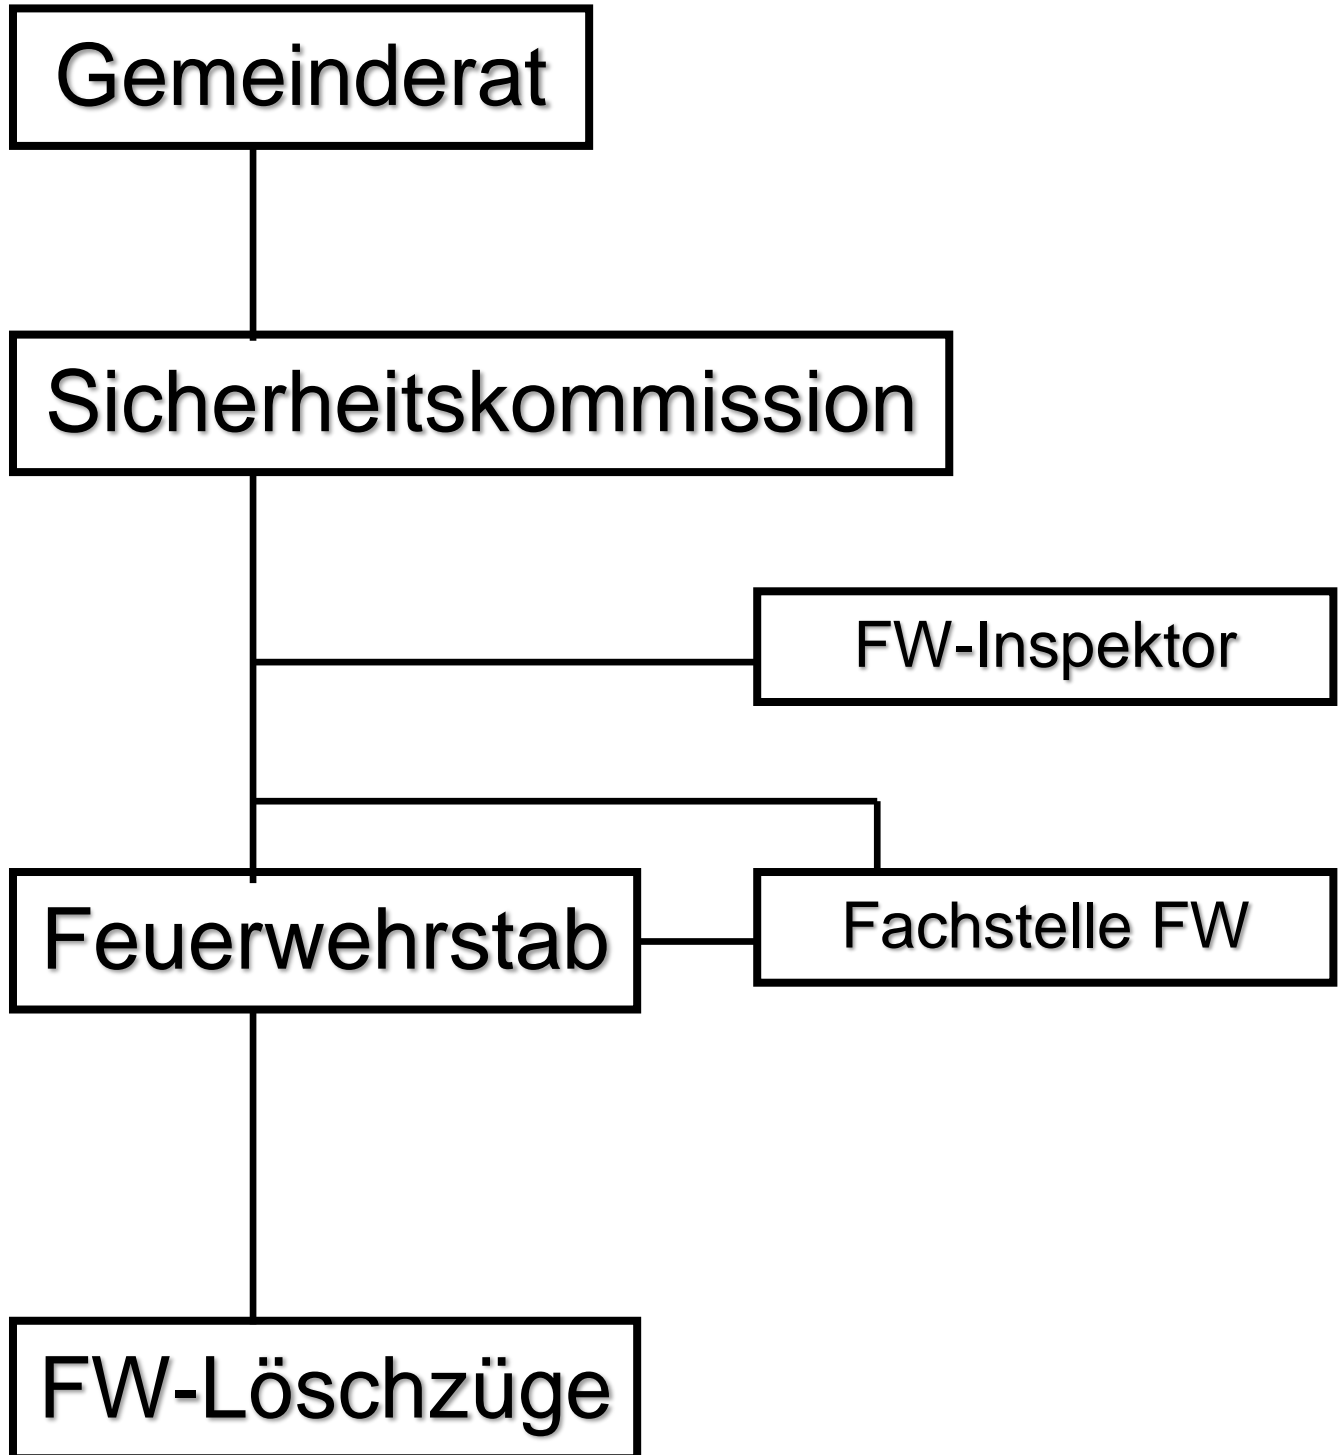 Gemeinderat
Sicherheitskommission
FW-Inspektor
Feuerwehrstab
Fachstelle FW
FW-Löschzüge